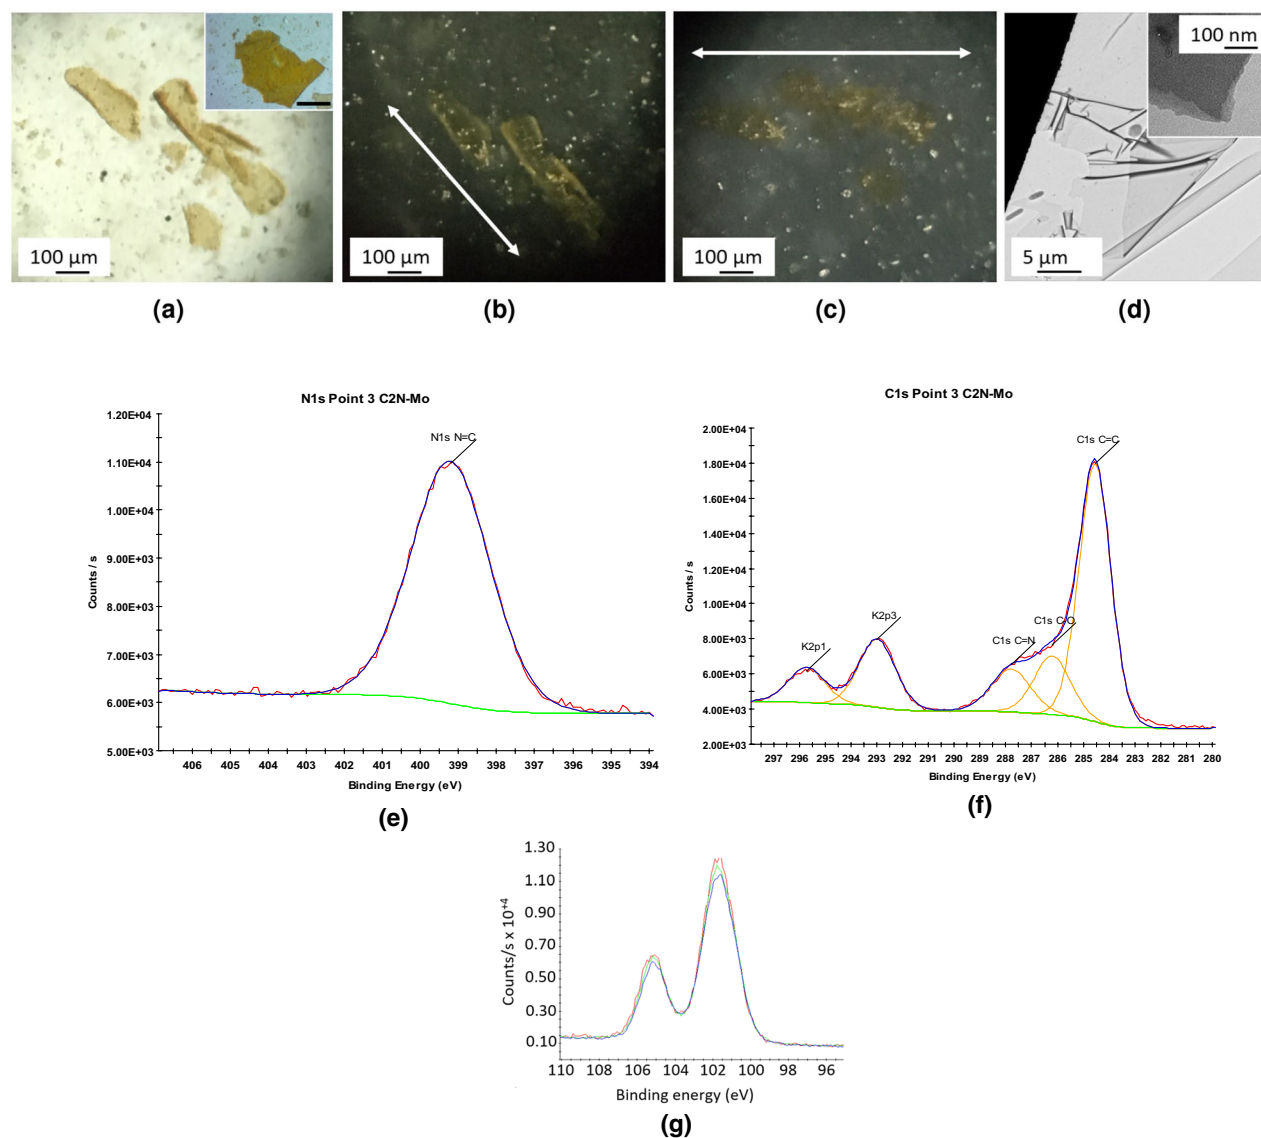 100 nm
100 µm
100 µm
100 µm
5 µm
(a)
(b)
(c)
(d)
N1s Point 3 C2N-Mo
1.20E+04
1.10E+04
1.00E+04
9.00E+03
8.00E+03
7.00E+03
6.00E+03
5.00E+03
Counts / s
N1s N=C
406 405 404 403 402 401 400 399 398 397 396 395 394
Binding Energy (eV)
(e)
C1s Point 3 C2N-Mo
2.00E+04
1.80E+04
1.60E+04
1.40E+04
1.20E+04
1.00E+04
8.00E+03
6.00E+03
4.00E+03
2.00E+03
Counts / s
C1s C=C
C1s C-O
C1s C=N
K2p3
K2p1
297 296 295 294 293 292 291 290 289 288 287 286 285 284 283 282 281 280
Binding Energy (eV)
(f)
1.30
1.10
0.90
0.70
0.50
0.30
0.10
Counts/s x 10⁺⁴
110 108 106 104 102 100 98 96
Binding energy (eV)
(g)